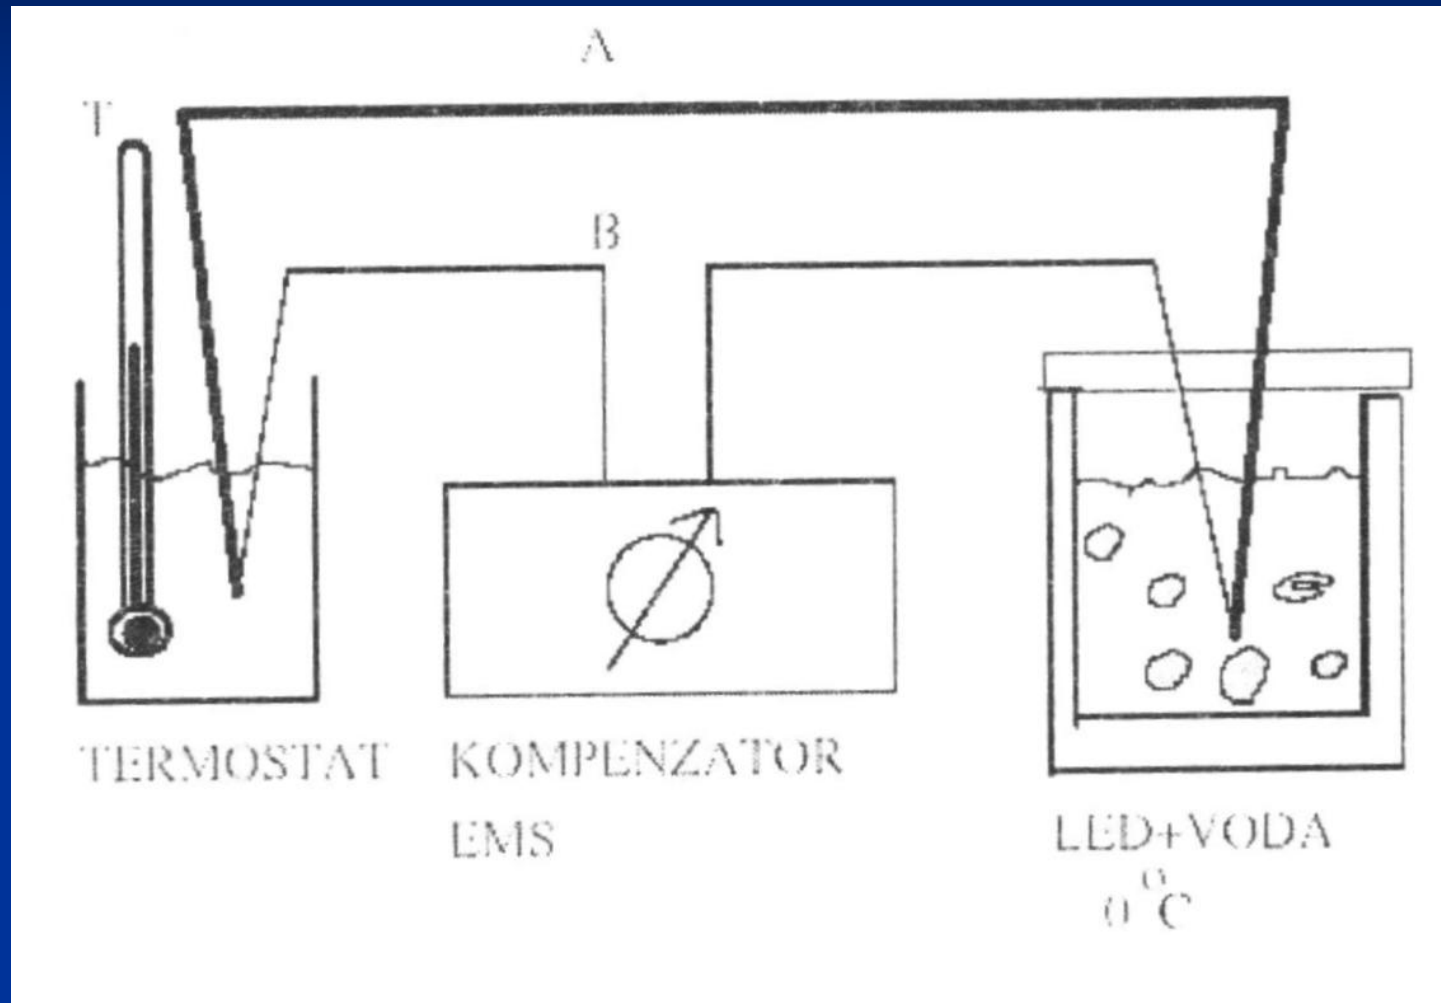 A
T
B
TERMOSTAT
KOMPENZATOR
EMS
LED+VODA
0 °C